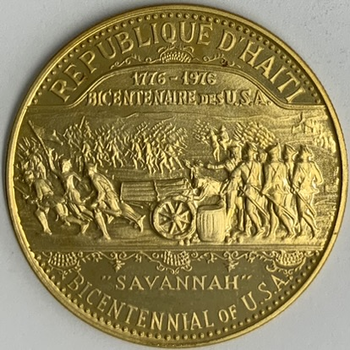 REPUBLIQUE D'HAITI
1776-1976
BICENTENAIRE DES U.S.A.
"SAVANNAH"
BICENTENNIAL OF U.S.A.